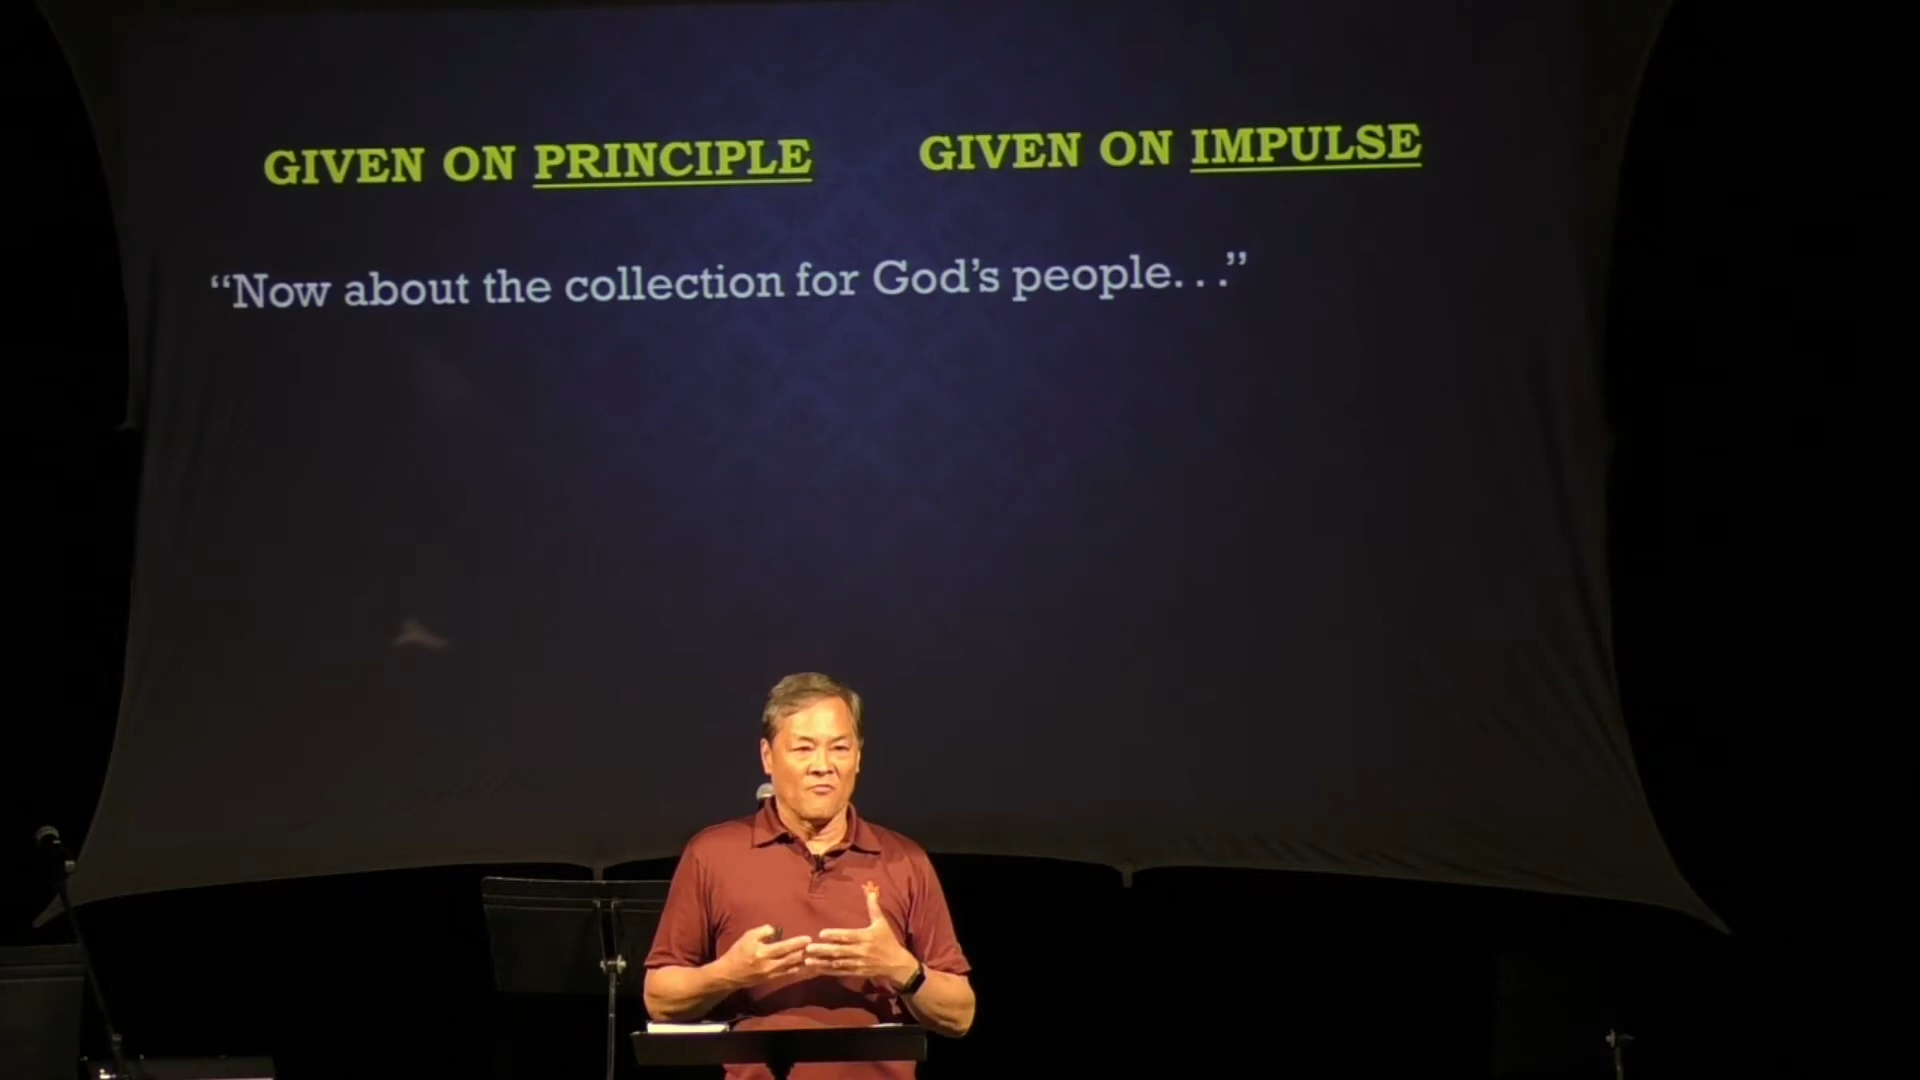 GIVEN ON PRINCIPLE GIVEN ON IMPULSE
“Now about the collection for God’s people. . .”